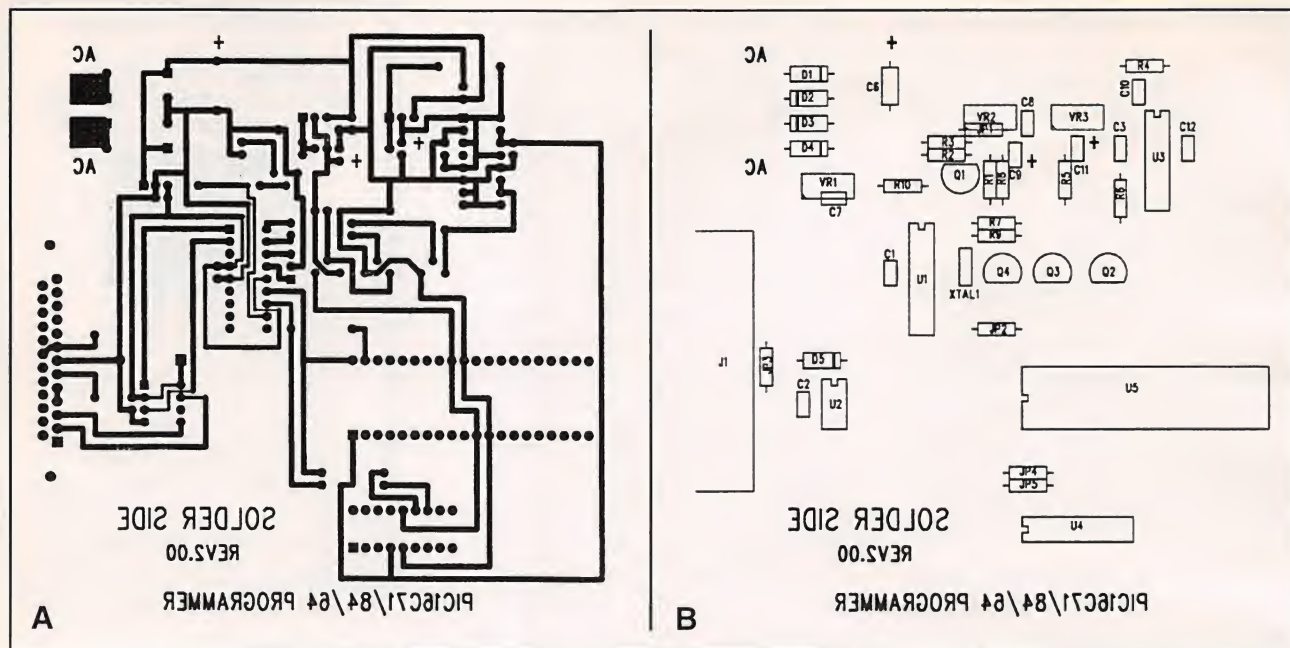 AC
+
+
+
AC
SOLDER SIDE
REV2.00
PIC16C71/84/64 PROGRAMMER
A
AC
+
D1
C6
R4
D2
C10
D3
VR2
C8
VR3
JP1
D4
R3
R2
C3
U3
C12
AC
Q1
C9
+
C11
+
VR1
R10
R1
R8
R5
R6
C7
R7
R9
C1
U1
XTAL1
Q4
Q3
Q2
JP2
J1
JP3
D5
C2
U2
U5
JP4
JP5
SOLDER SIDE
U4
REV2.00
PIC16C71/84/64 PROGRAMMER
B